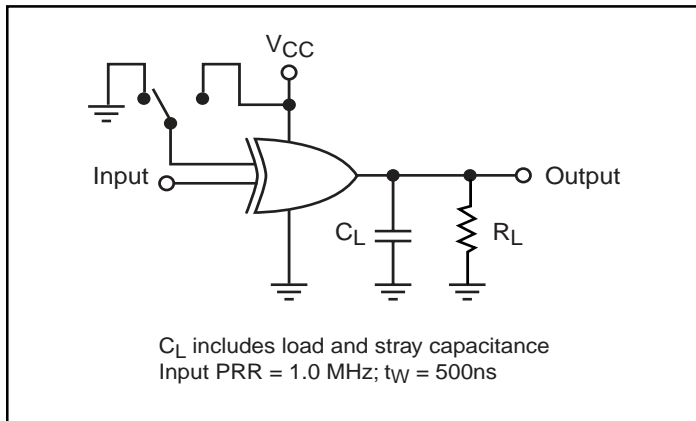 VCC
Input
Output
CL
RL
CL includes load and stray capacitance
Input PRR = 1.0 MHz; tW = 500ns